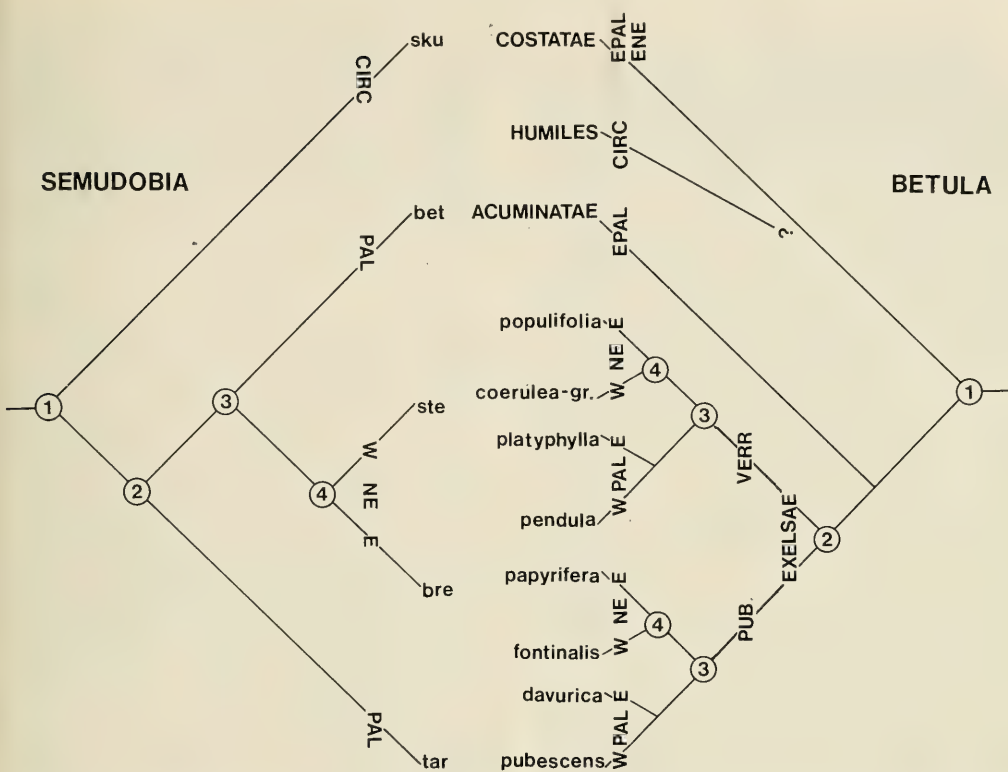 sku COSTATAE EPAL ENE
CIRC
HUMILES CIRC
SEMUDOBIA BETULA
bet ACUMINATAE EPAL
PAL
?
populifolia E
NE
4
coerulea-gr. W
1 3 ste 3 1
platyphylla E
W PAL VERR
2 4 NE
pendula W EXELSAE 2
E
papyrifera E
bre NE
4 PUB.
fontinalis W
3
davurica E
PAL PAL
tar pubescens W